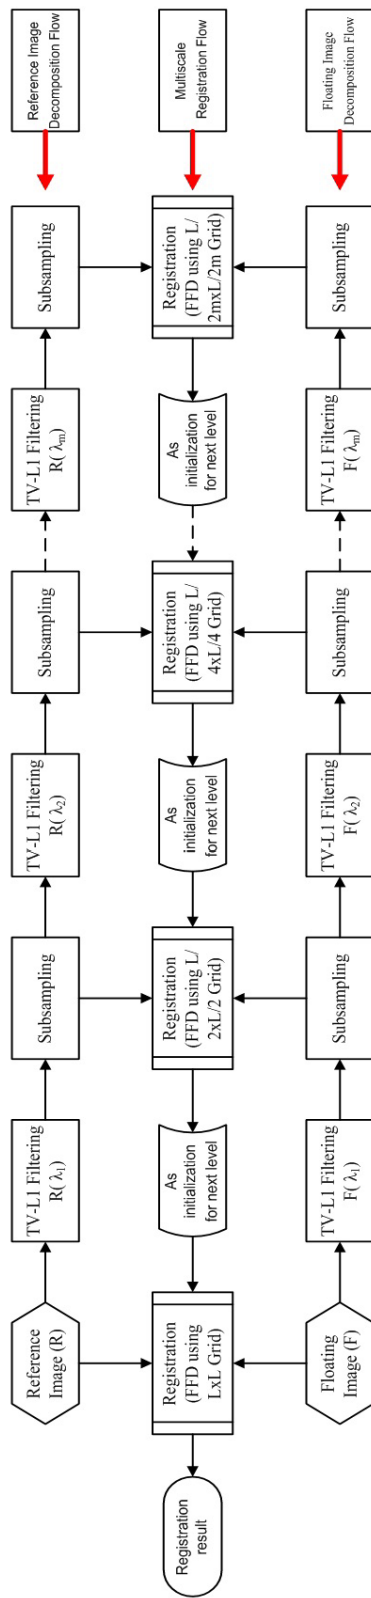 Reference
Image (R)
TV-L1 Filtering
R( λ₁)
Subsampling
TV-L1 Filtering
R( λ₂)
Subsampling
TV-L1 Filtering
R( λₘ)
Subsampling
Reference Image
Decomposition Flow
Registration
result
Registration
(FFD using
LxL Grid)
As
initialization
for next level
Registration
(FFD using L/
2xL/2 Grid)
As
initialization
for next level
Registration
(FFD using L/
4xL/4 Grid)
As
initialization
for next level
Registration
(FFD using L/
2mxL/2m Grid)
Multiscale
Registration Flow
Floating
Image (F)
TV-L1 Filtering
F( λ₁)
Subsampling
TV-L1 Filtering
F( λ₂)
Subsampling
TV-L1 Filtering
F( λₘ)
Subsampling
Floating Image
Decomposition Flow